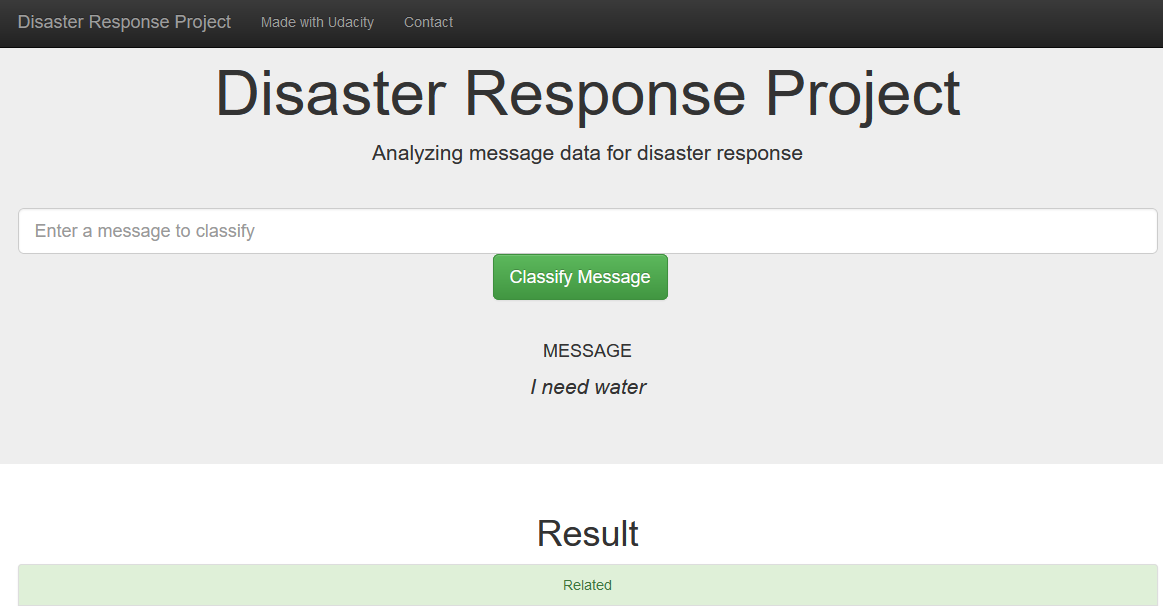 Disaster Response Project Made with Udacity Contact
Disaster Response Project
Analyzing message data for disaster response
Enter a message to classify
Classify Message
MESSAGE
I need water
Result
Related